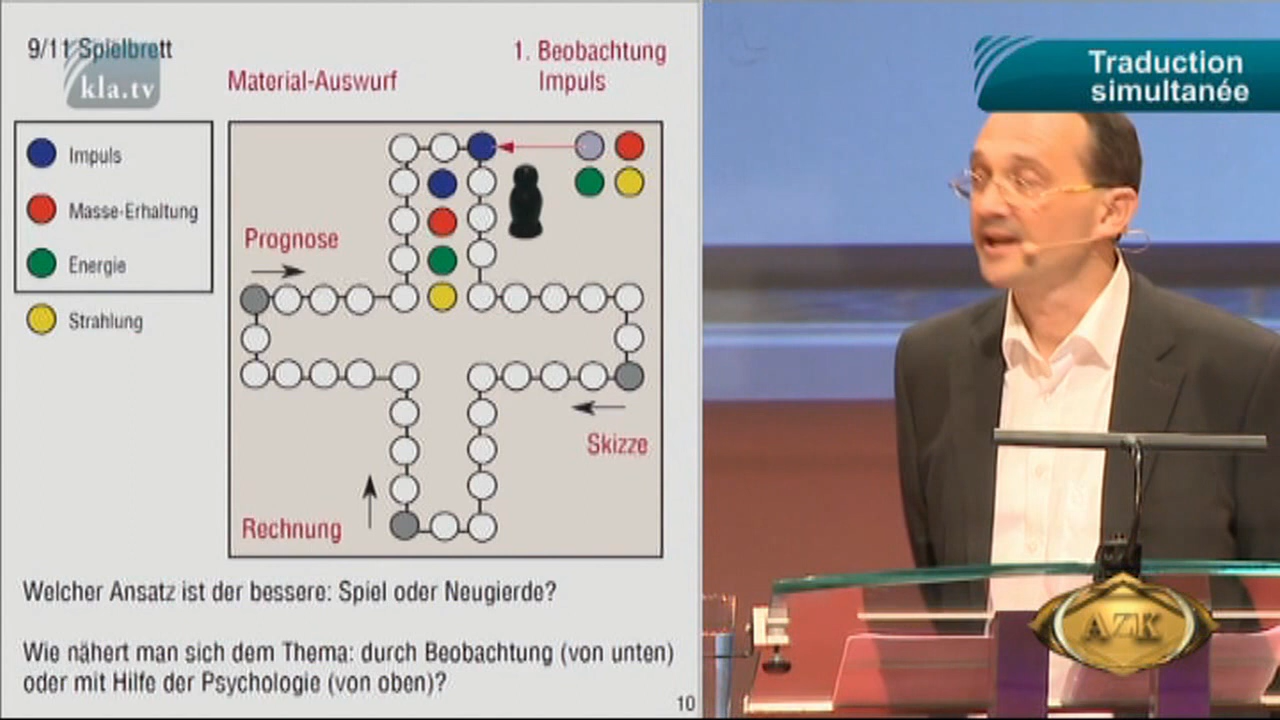 9/11 Spielbrett
kla.tv
Material-Auswurf
1. Beobachtung
Impuls
Impuls
Masse-Erhaltung
Energie
Strahlung
Prognose
Skizze
Rechnung
Welcher Ansatz ist der bessere: Spiel oder Neugierde?
Wie nähert man sich dem Thema: durch Beobachtung (von unten)
oder mit Hilfe der Psychologie (von oben)?
10
Traduction
simultanée
AZK